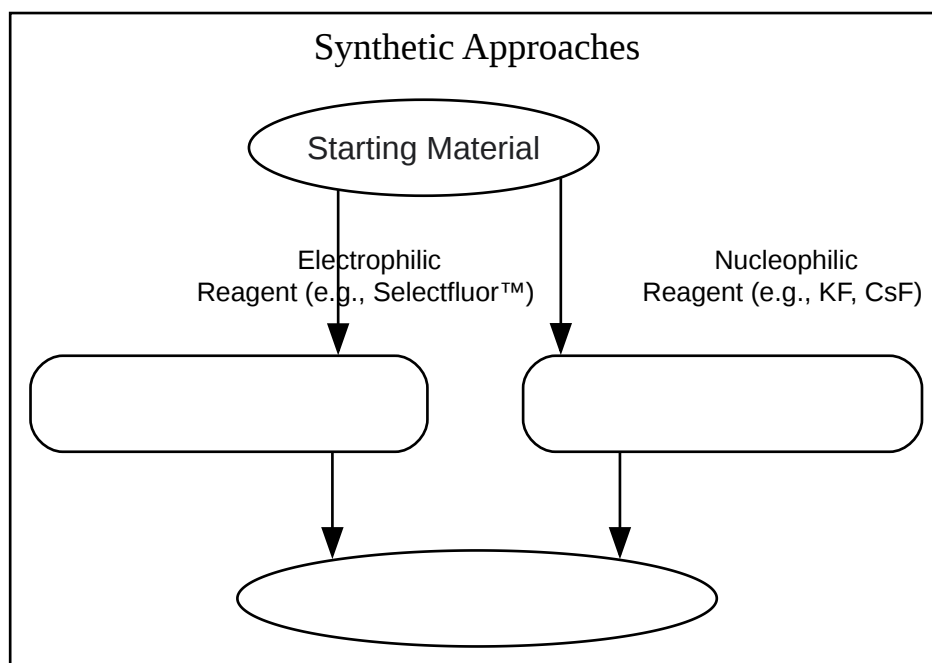 Synthetic Approaches
Starting Material
Electrophilic
Reagent (e.g., Selectfluor™)
Nucleophilic
Reagent (e.g., KF, CsF)